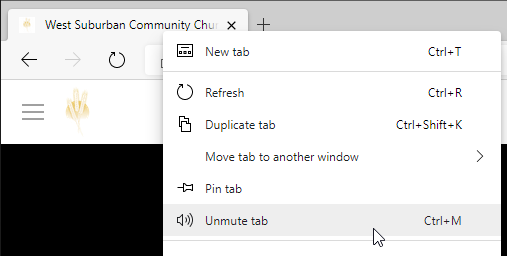 West Suburban Community Chur
New tab Ctrl+T
Refresh Ctrl+R
Duplicate tab Ctrl+Shift+K
Move tab to another window
Pin tab
Unmute tab Ctrl+M